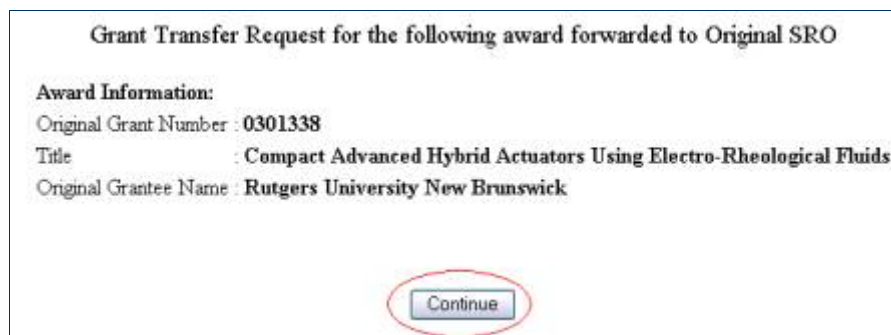 Grant Transfer Request for the following award forwarded to Original SRO
Award Information:
Original Grant Number : 0301338
Title : Compact Advanced Hybrid Actuators Using Electro-Rheological Fluids
Original Grantee Name : Rutgers University New Brunswick
Continue